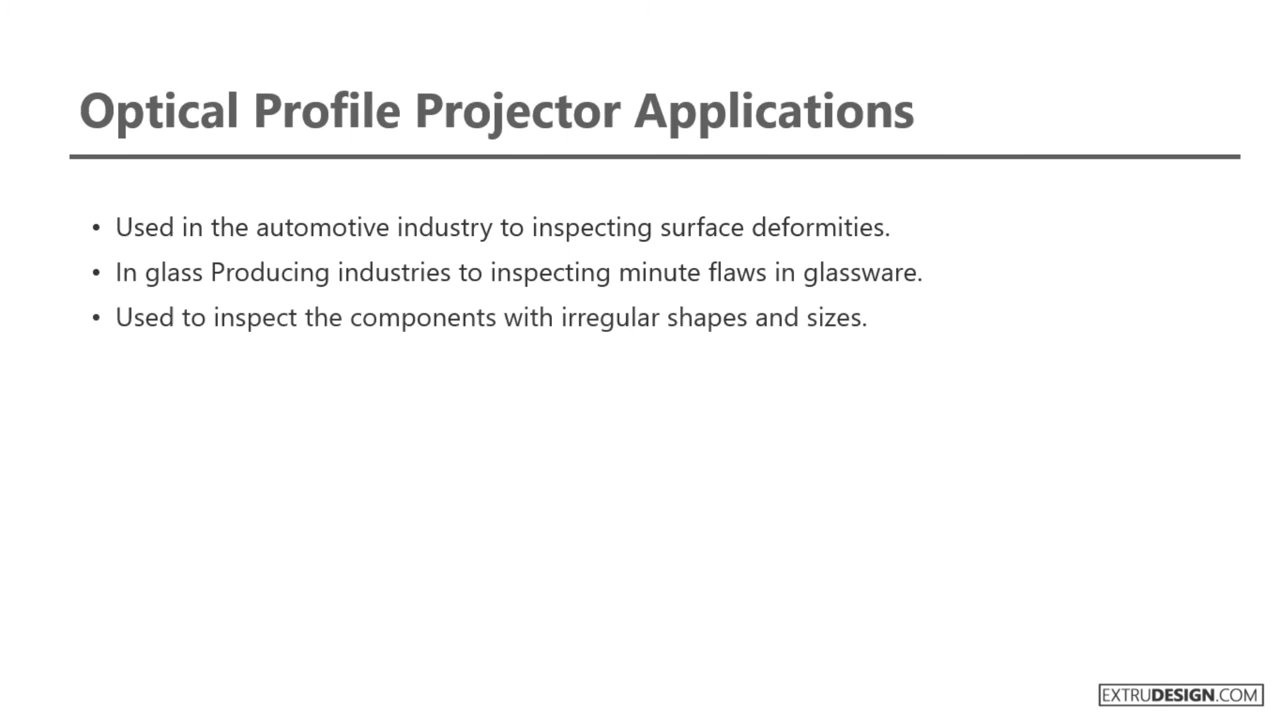 Optical Profile Projector Applications
• Used in the automotive industry to inspecting surface deformities.
• In glass Producing industries to inspecting minute flaws in glassware.
• Used to inspect the components with irregular shapes and sizes.
EXTRUDESIGN.COM